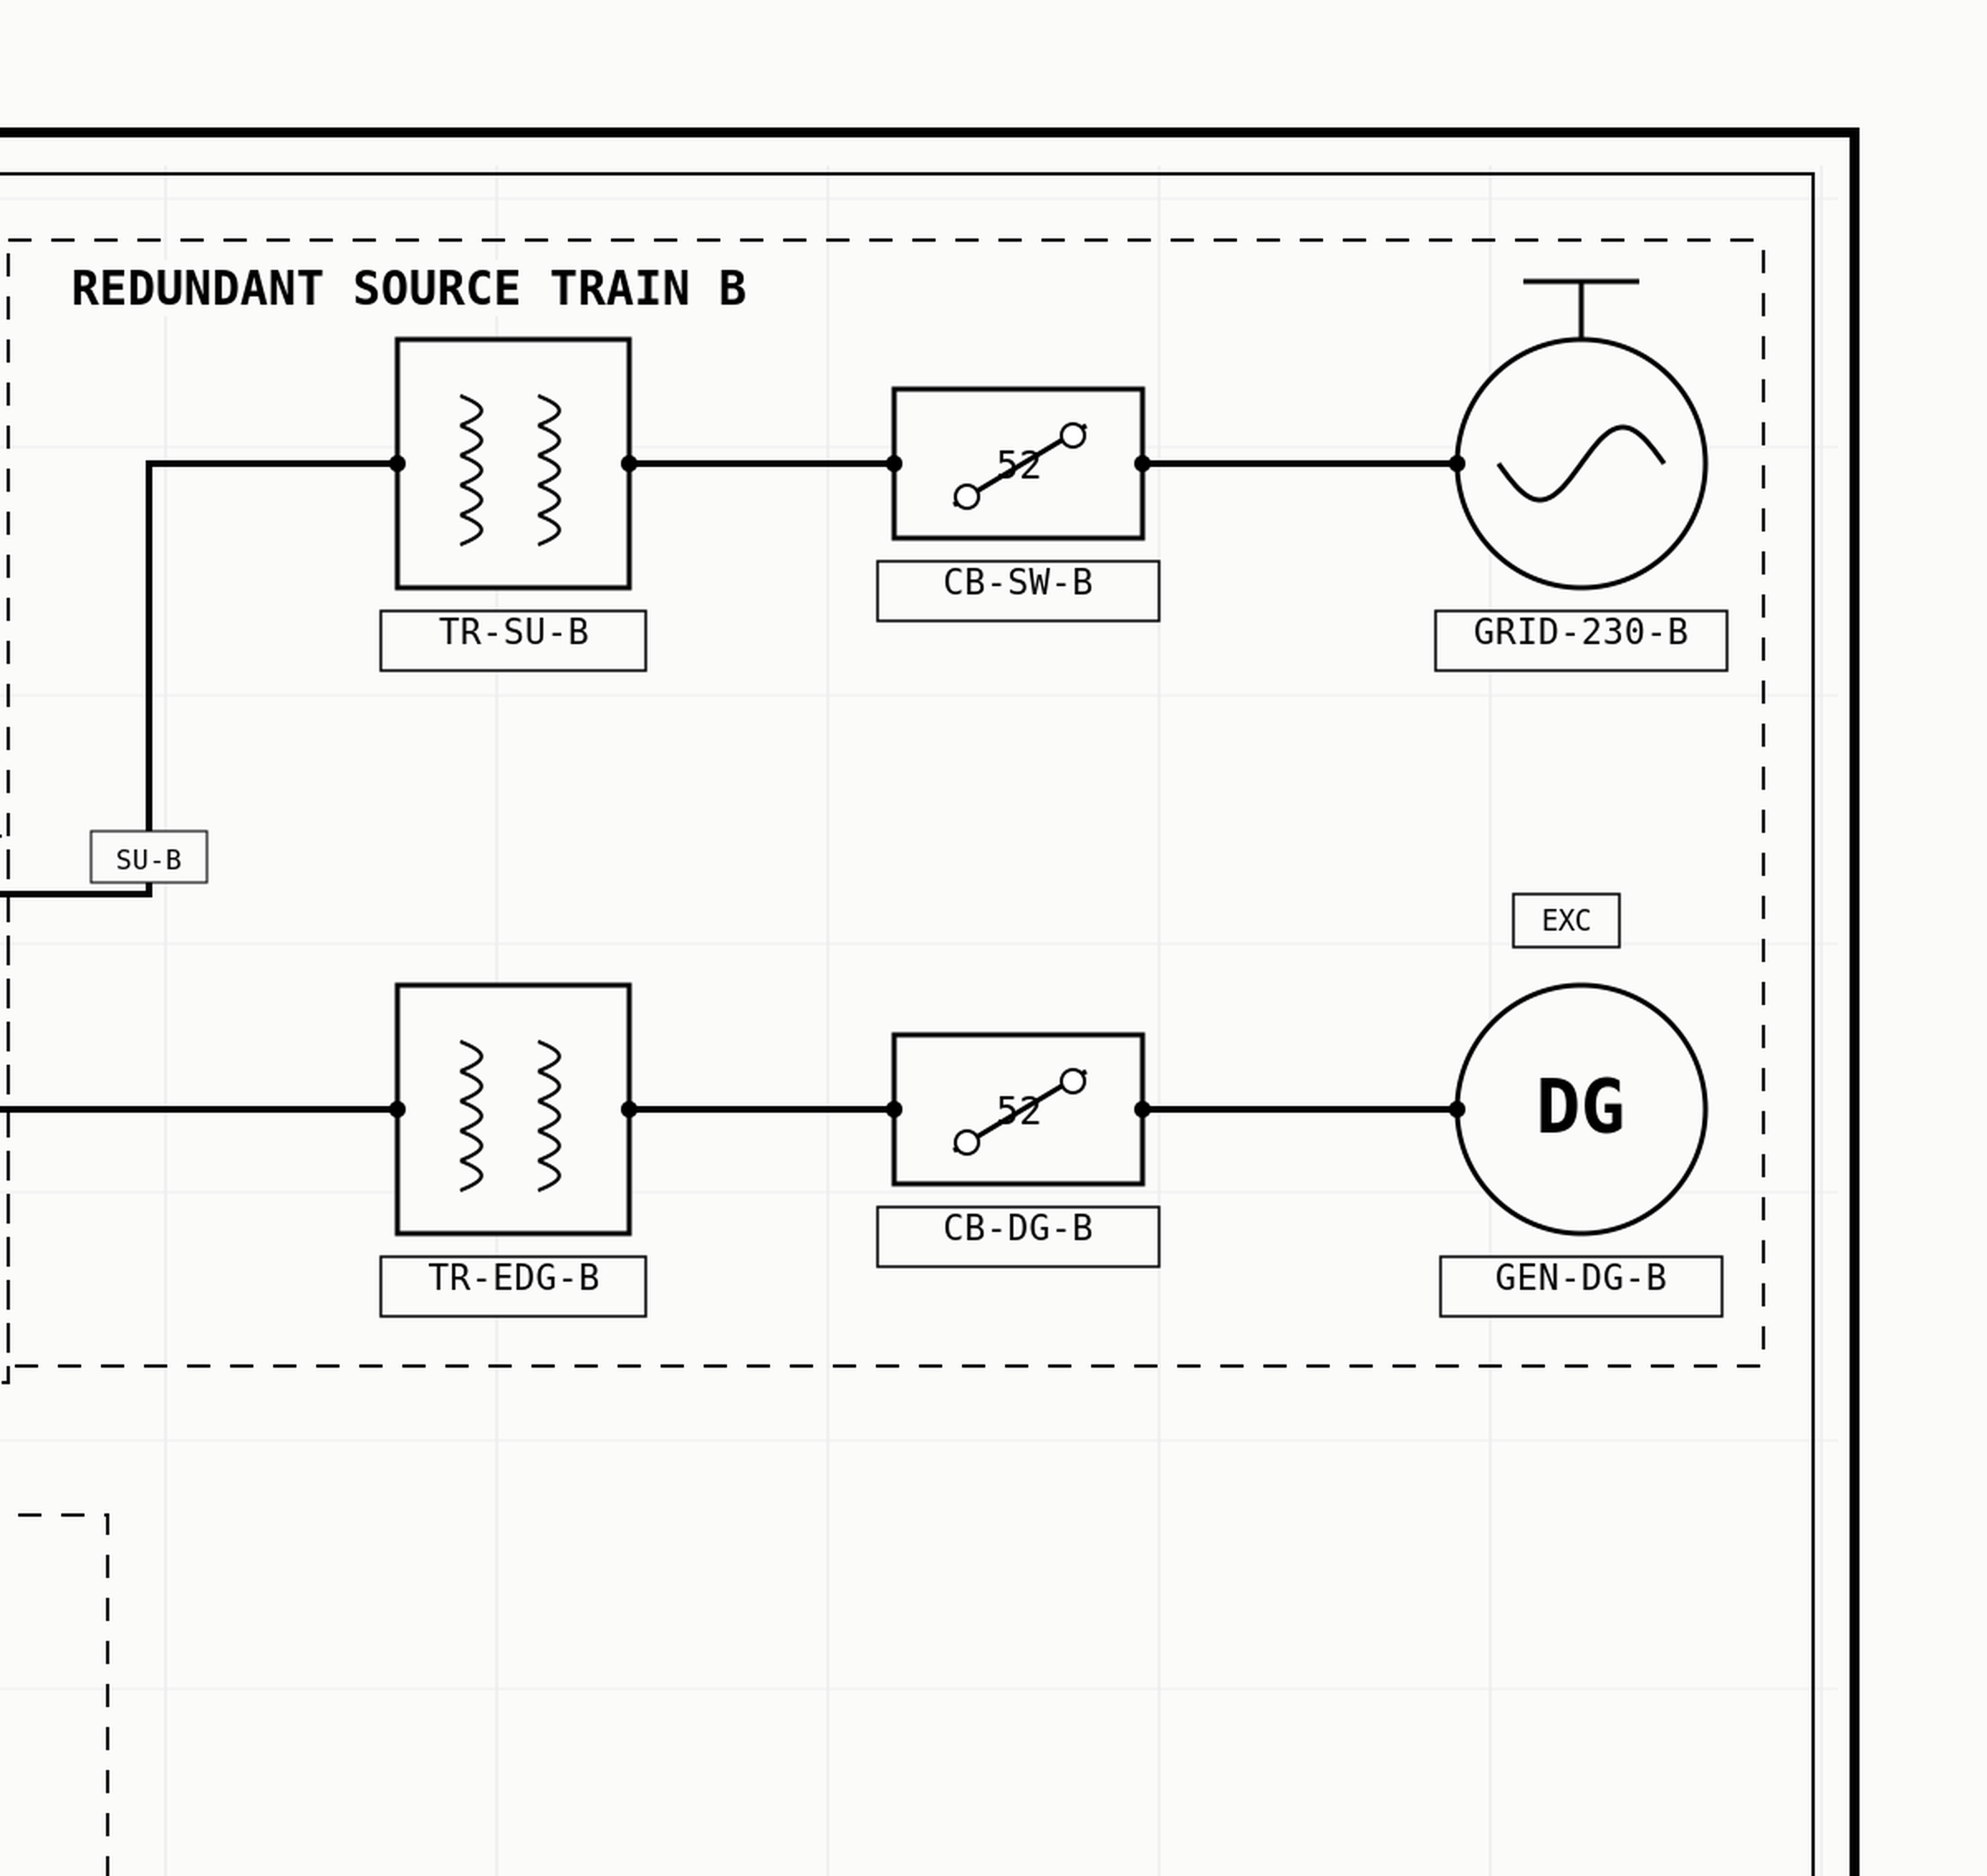 REDUNDANT SOURCE TRAIN B
52
CB-SW-B
TR-SU-B
GRID-230-B
SU-B
EXC
52
DG
CB-DG-B
TR-EDG-B
GEN-DG-B